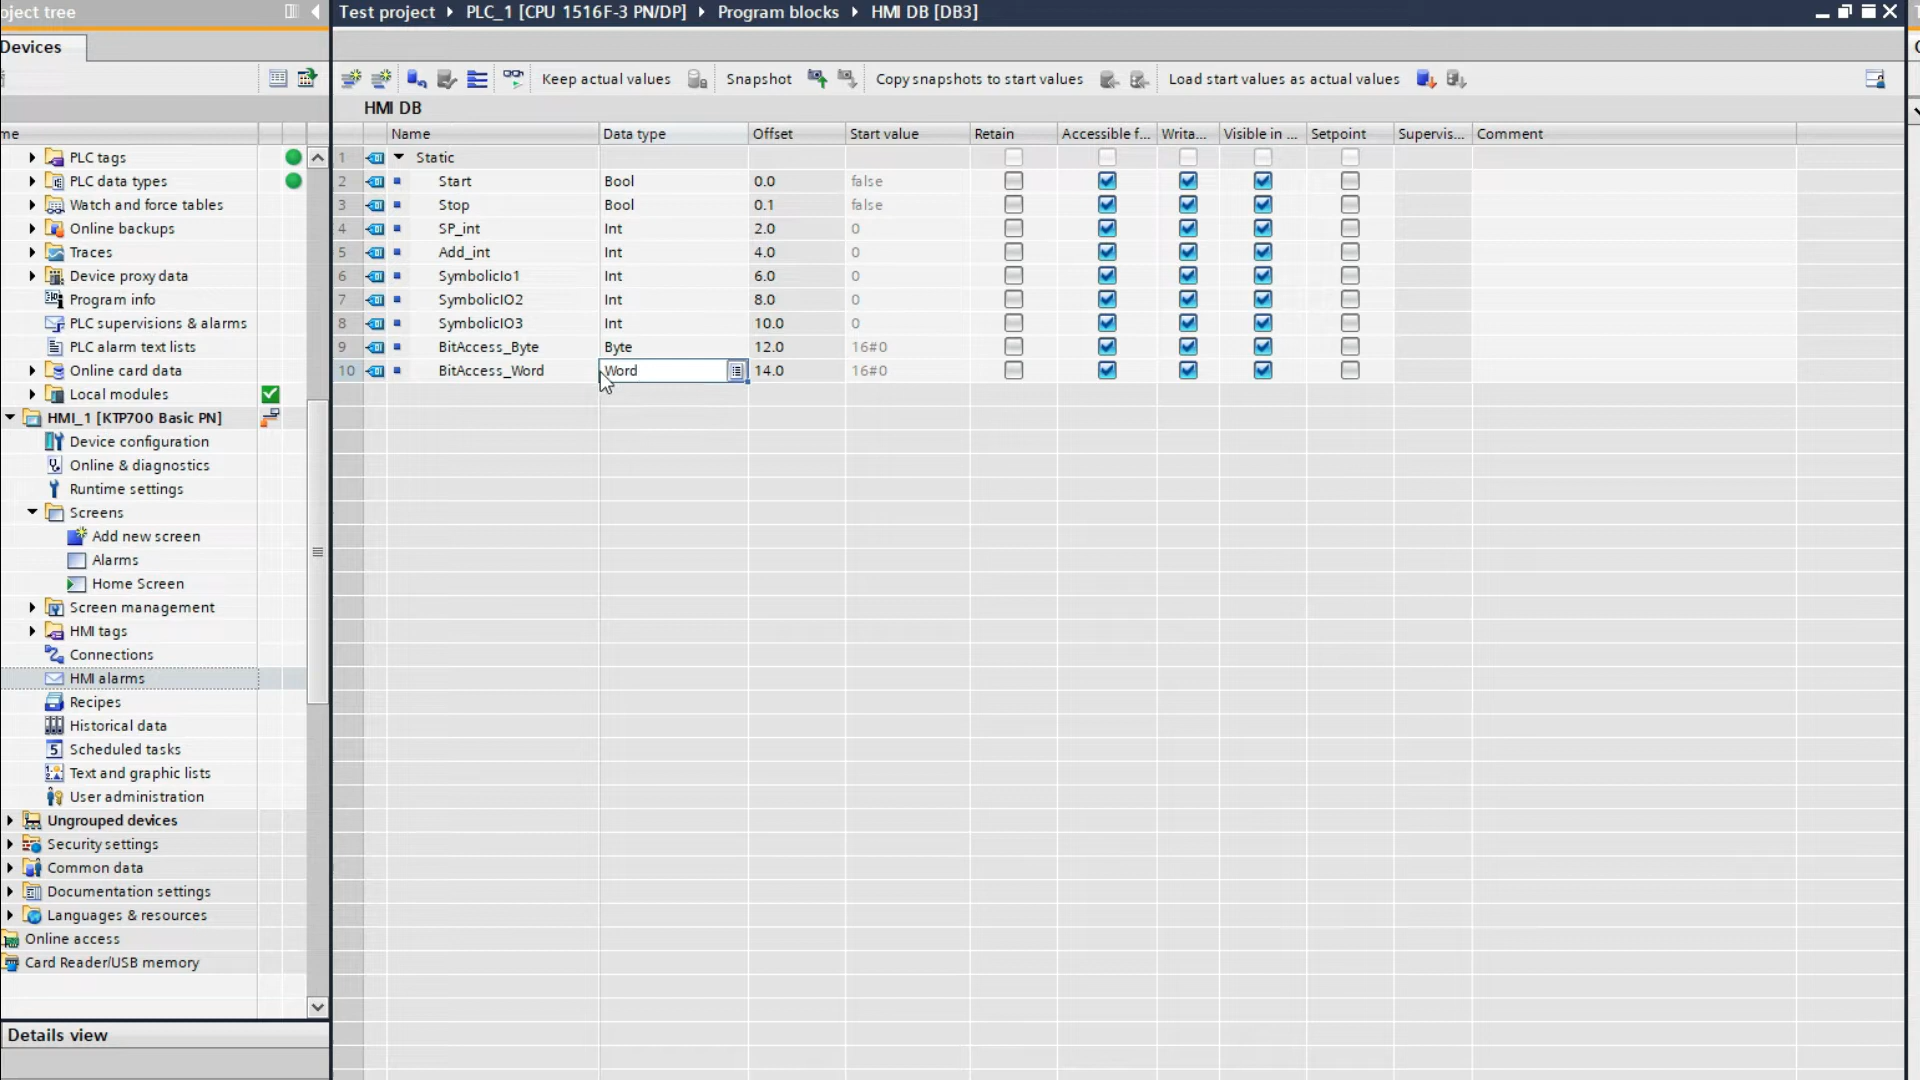 oject tree
Test project ▸ PLC_1 [CPU 1516F-3 PN/DP] ▸ Program blocks ▸ HMI DB [DB3]
Devices
Keep actual values Snapshot Copy snapshots to start values Load start values as actual values
HMI DB
me
Name Data type Offset Start value Retain Accessible f... Writa... Visible in ... Setpoint Supervis... Comment
1 Static
2 Start Bool 0.0 false
3 Stop Bool 0.1 false
4 SP_int Int 2.0 0
5 Add_int Int 4.0 0
6 SymbolicIo1 Int 6.0 0
7 SymbolicIO2 Int 8.0 0
8 SymbolicIO3 Int 10.0 0
9 BitAccess_Byte Byte 12.0 16#0
10 BitAccess_Word Word 14.0 16#0
PLC tags
PLC data types
Watch and force tables
Online backups
Traces
Device proxy data
Program info
PLC supervisions & alarms
PLC alarm text lists
Online card data
Local modules
HMI_1 [KTP700 Basic PN]
Device configuration
Online & diagnostics
Runtime settings
Screens
Add new screen
Alarms
Home Screen
Screen management
HMI tags
Connections
HMI alarms
Recipes
Historical data
Scheduled tasks
Text and graphic lists
User administration
Ungrouped devices
Security settings
Common data
Documentation settings
Languages & resources
Online access
Card Reader/USB memory
Details view